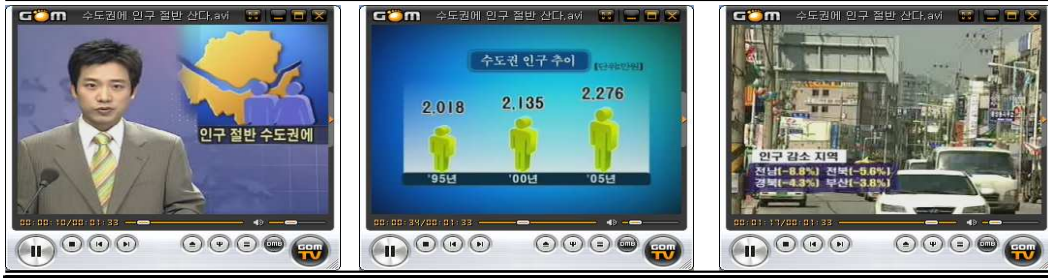 GOM 수도권에 인구 절반 산다.avi
인구 절반 수도권에
00:00:10/00:01:33
DMB
GOM TV
GOM 수도권에 인구 절반 산다.avi
수도권 인구 추이
2,018 2,135 2,276
'95년 '00년 '05년
00:00:34/00:01:33
DMB
GOM TV
GOM 수도권에 인구 절반 산다.avi
인구 감소 지역
전남(-8.8%) 전북(-5.6%)
경북(-4.3%) 부산(-3.8%)
00:01:17/00:01:33
DMB
GOM TV